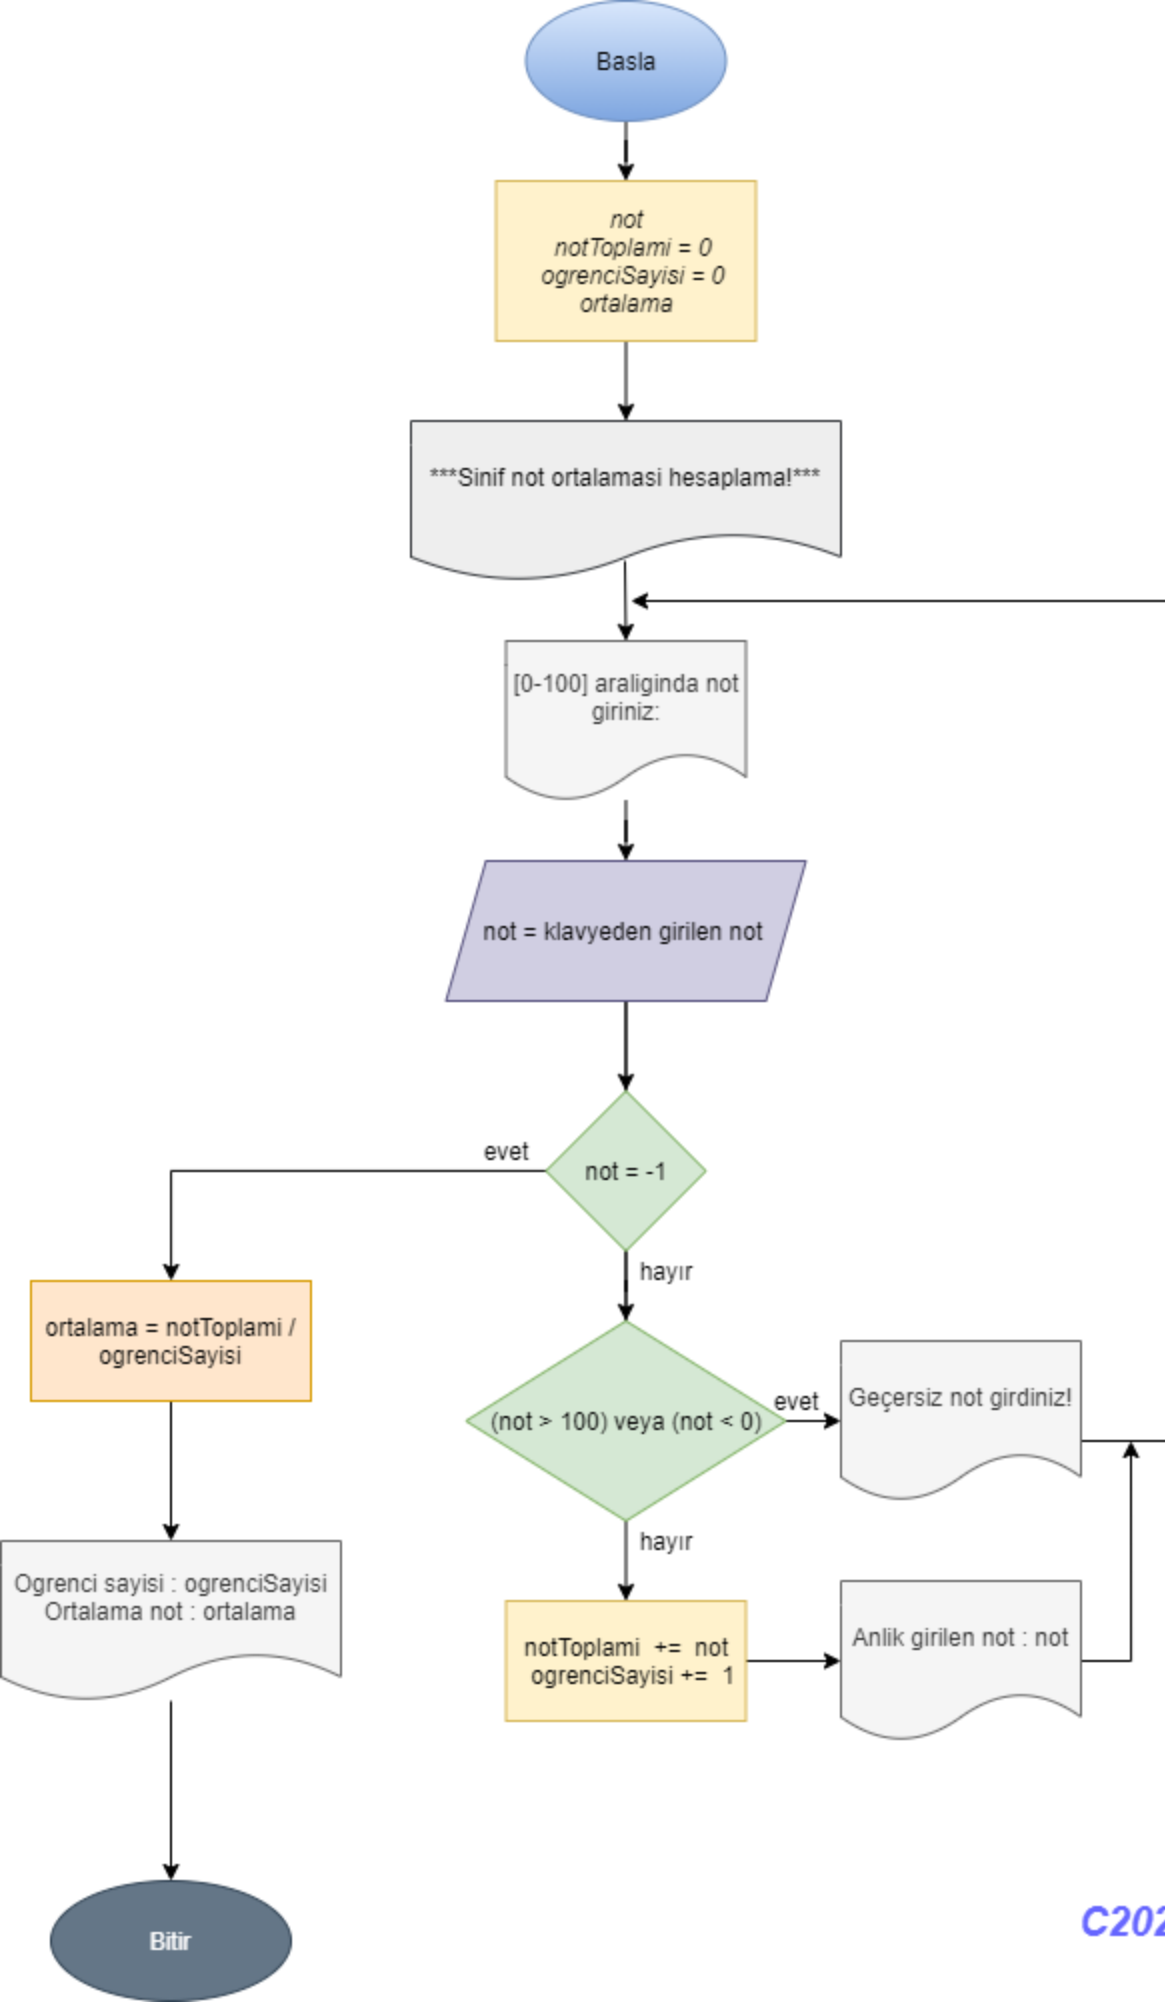 Basla
not
notToplami = 0
ogrenciSayisi = 0
ortalama
***Sinif not ortalamasi hesaplama!***
[0-100] araliginda not
giriniz:
not = klavyeden girilen not
evet
not = -1
hayır
ortalama = notToplami /
ogrenciSayisi
(not > 100) veya (not < 0)
evet
Geçersiz not girdiniz!
hayır
Ogrenci sayisi : ogrenciSayisi
Ortalama not : ortalama
notToplami += not
ogrenciSayisi += 1
Anlik girilen not : not
Bitir
C202